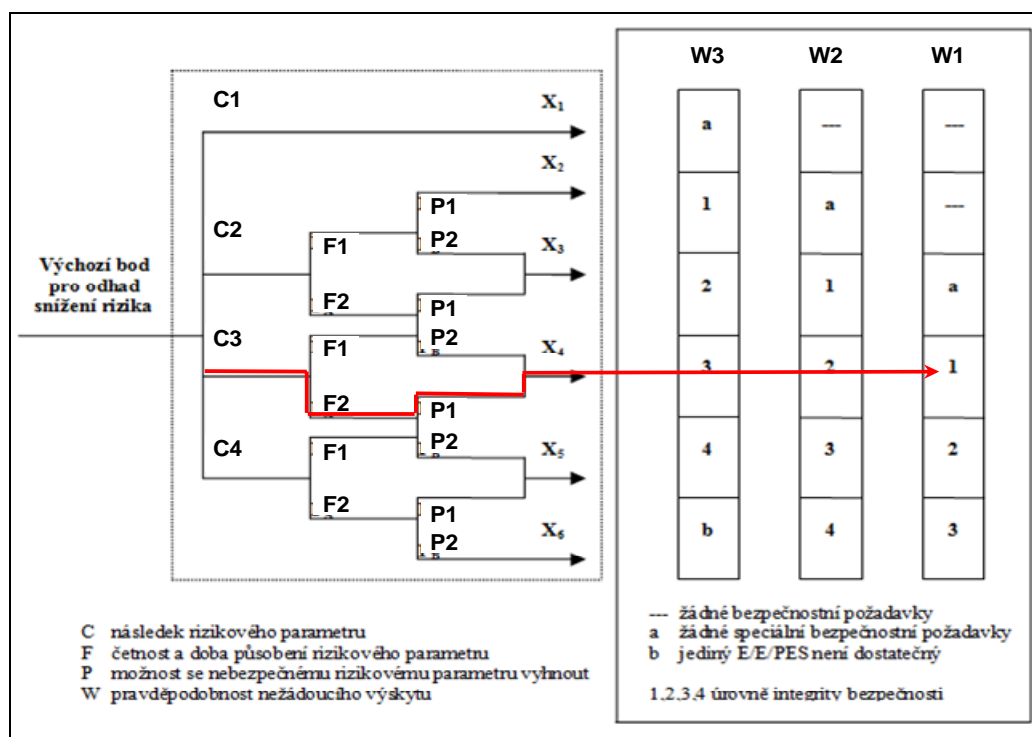 W3 W2 W1
C1 X1
a --- ---
X2
1 a ---
P1
C2 P2
F1 X3
Výchozí bod
pro odhad
snížení rizika
2 1 a
F2 P1
C3 P2
F1 X4
3 2 1
F2 P1
C4 F1 P2 X5
4 3 2
F2 P1
P2 X6
b 4 3
C následek rizikového parametru
F četnost a doba působení rizikového parametru
P možnost se nebezpečnému rizikovému parametru vyhnout
W pravděpodobnost nežádoucího výskytu
--- žádné bezpečnostní požadavky
a žádné speciální bezpečnostní požadavky
b jediný E/E/PES není dostatečný
1,2,3,4 úrovně integrity bezpečnosti